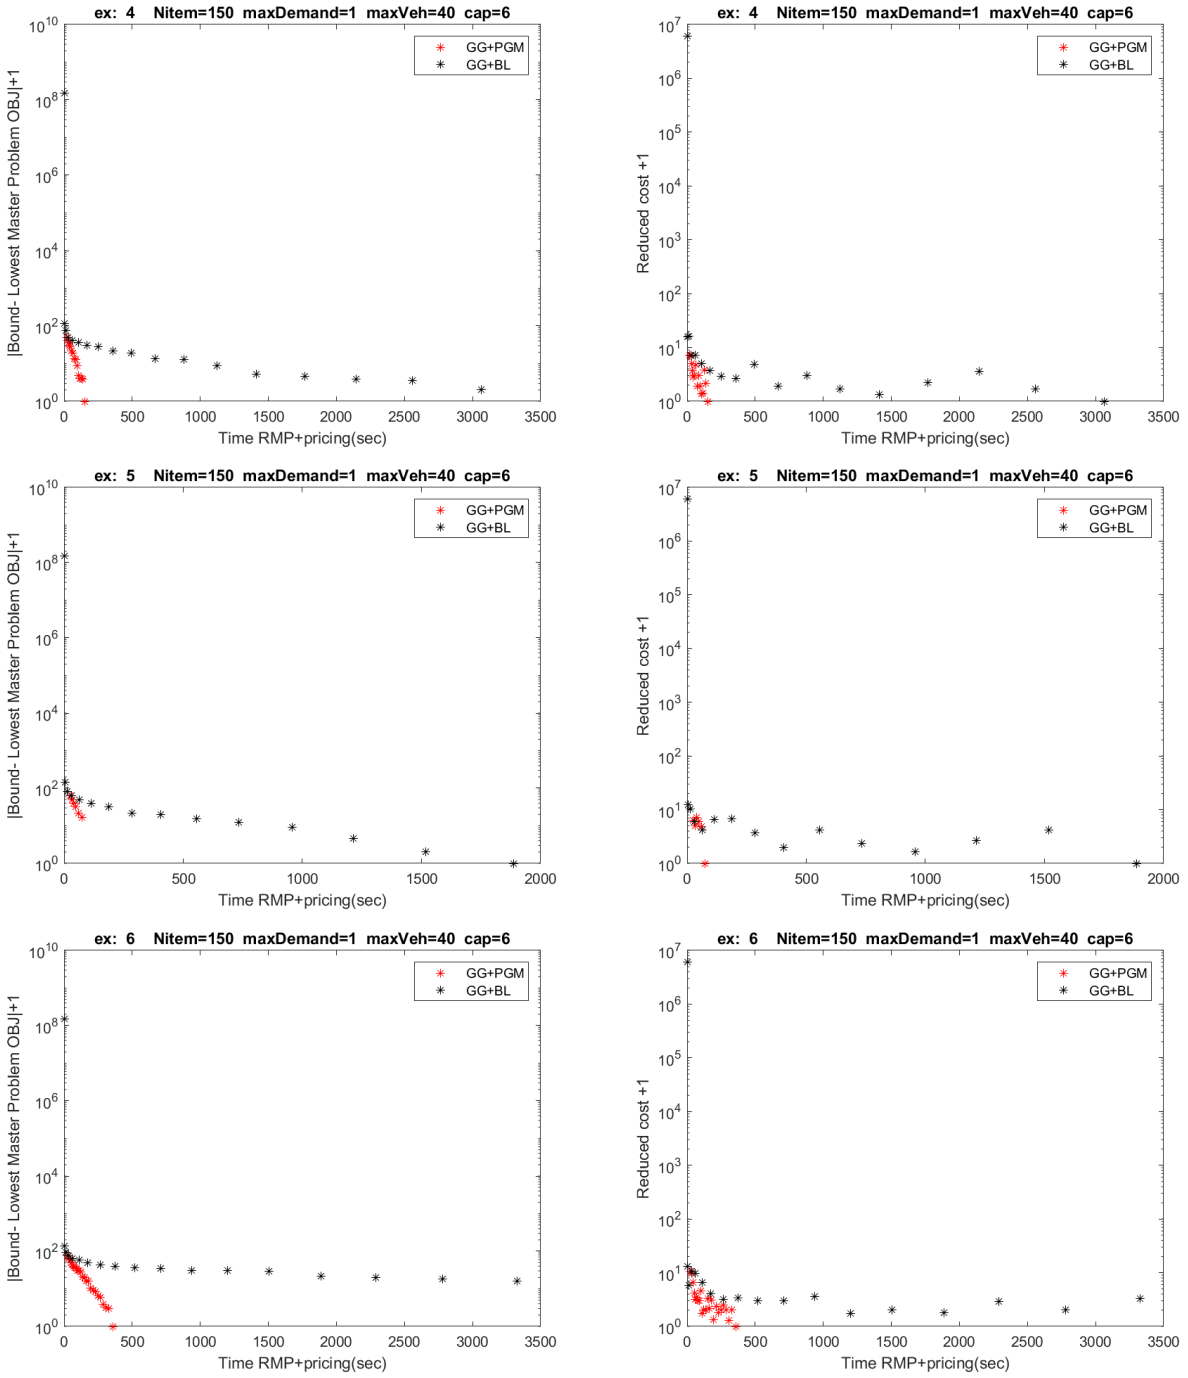 ex: 4 Nitem=150 maxDemand=1 maxVeh=40 cap=6
|Bound- Lowest Master Problem OBJ|+1
10^10
10^8
10^6
10^4
10^2
10^0
GG+PGM
GG+BL
0 500 1000 1500 2000 2500 3000 3500
Time RMP+pricing(sec)
ex: 4 Nitem=150 maxDemand=1 maxVeh=40 cap=6
Reduced cost +1
10^7
10^6
10^5
10^4
10^3
10^2
10^1
10^0
GG+PGM
GG+BL
0 500 1000 1500 2000 2500 3000 3500
Time RMP+pricing(sec)
ex: 5 Nitem=150 maxDemand=1 maxVeh=40 cap=6
|Bound- Lowest Master Problem OBJ|+1
10^10
10^8
10^6
10^4
10^2
10^0
GG+PGM
GG+BL
0 500 1000 1500 2000
Time RMP+pricing(sec)
ex: 5 Nitem=150 maxDemand=1 maxVeh=40 cap=6
Reduced cost +1
10^7
10^6
10^5
10^4
10^3
10^2
10^1
10^0
GG+PGM
GG+BL
0 500 1000 1500 2000
Time RMP+pricing(sec)
ex: 6 Nitem=150 maxDemand=1 maxVeh=40 cap=6
|Bound- Lowest Master Problem OBJ|+1
10^10
10^8
10^6
10^4
10^2
10^0
GG+PGM
GG+BL
0 500 1000 1500 2000 2500 3000 3500
Time RMP+pricing(sec)
ex: 6 Nitem=150 maxDemand=1 maxVeh=40 cap=6
Reduced cost +1
10^7
10^6
10^5
10^4
10^3
10^2
10^1
10^0
GG+PGM
GG+BL
0 500 1000 1500 2000 2500 3000 3500
Time RMP+pricing(sec)